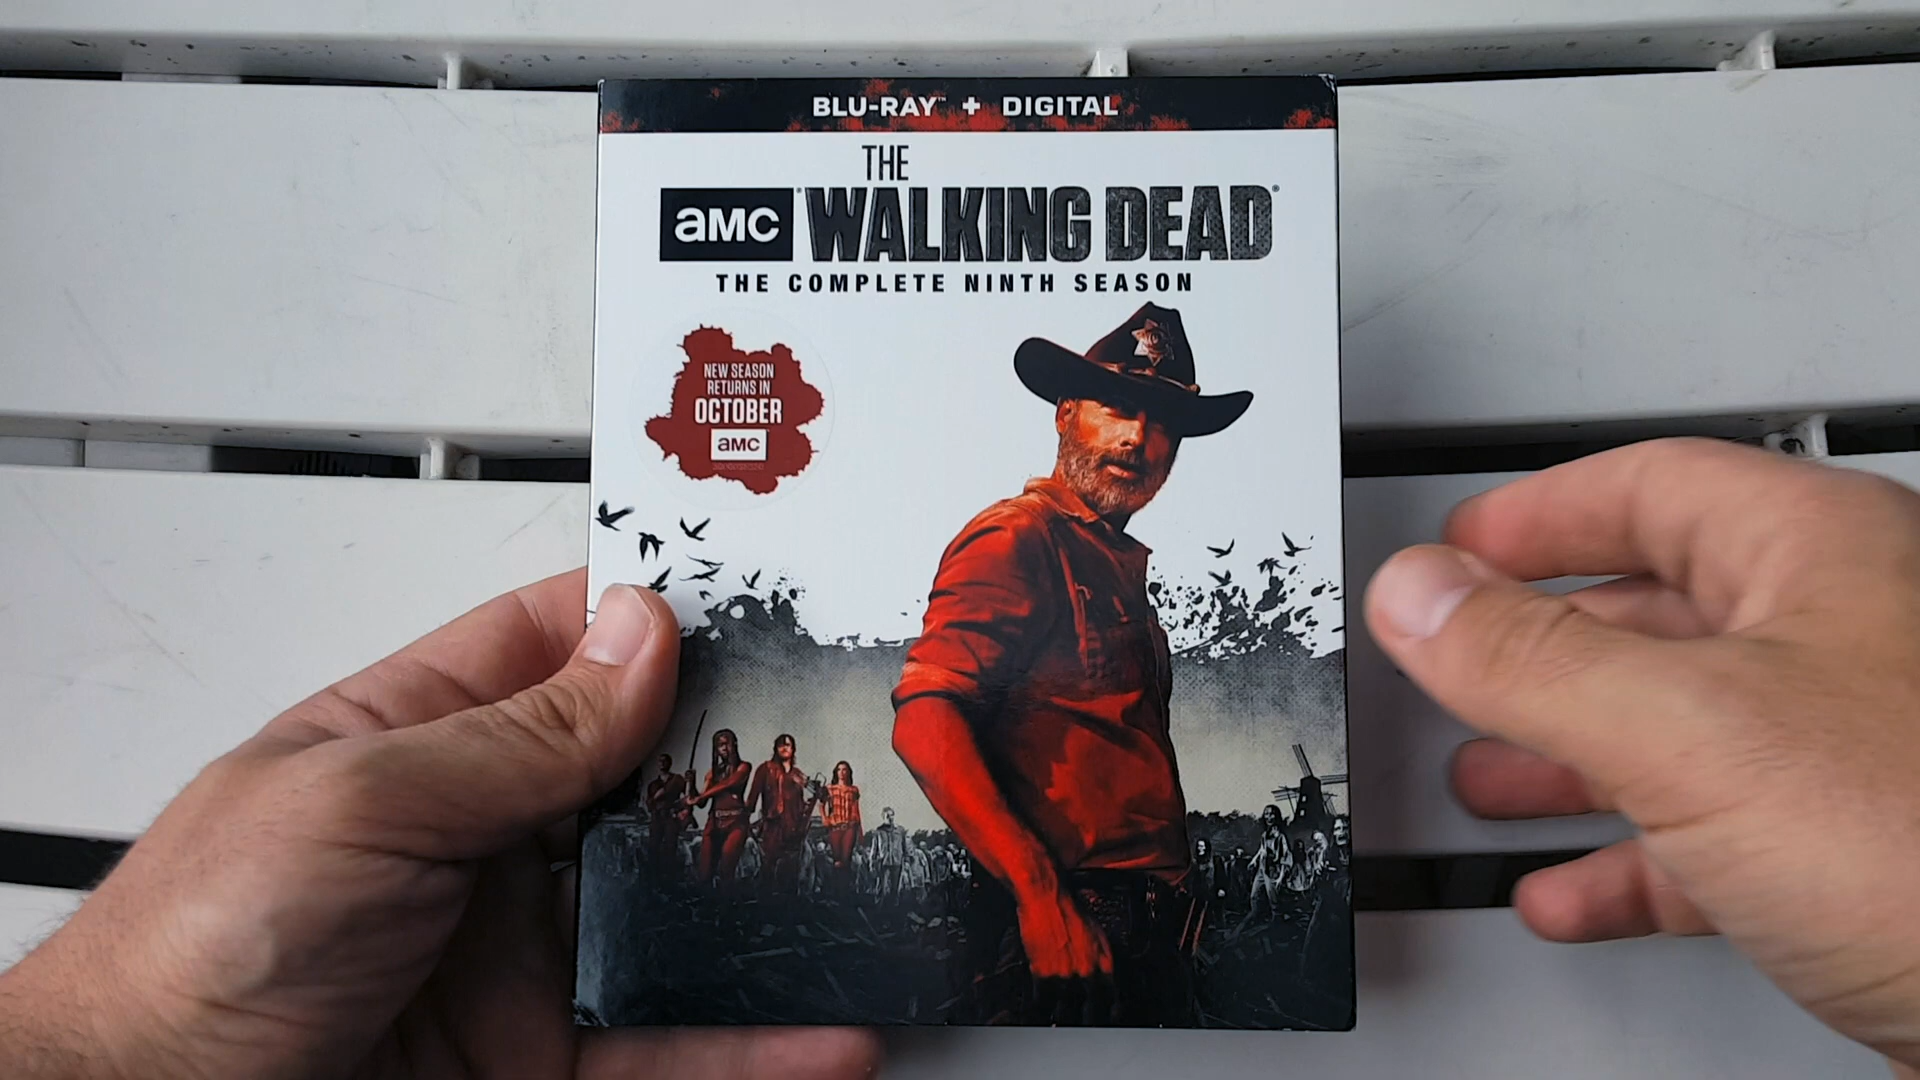 BLU-RAY™ + DIGITAL
THE
aMC WALKING DEAD®
THE COMPLETE NINTH SEASON
NEW SEASON
RETURNS IN
OCTOBER
aMC